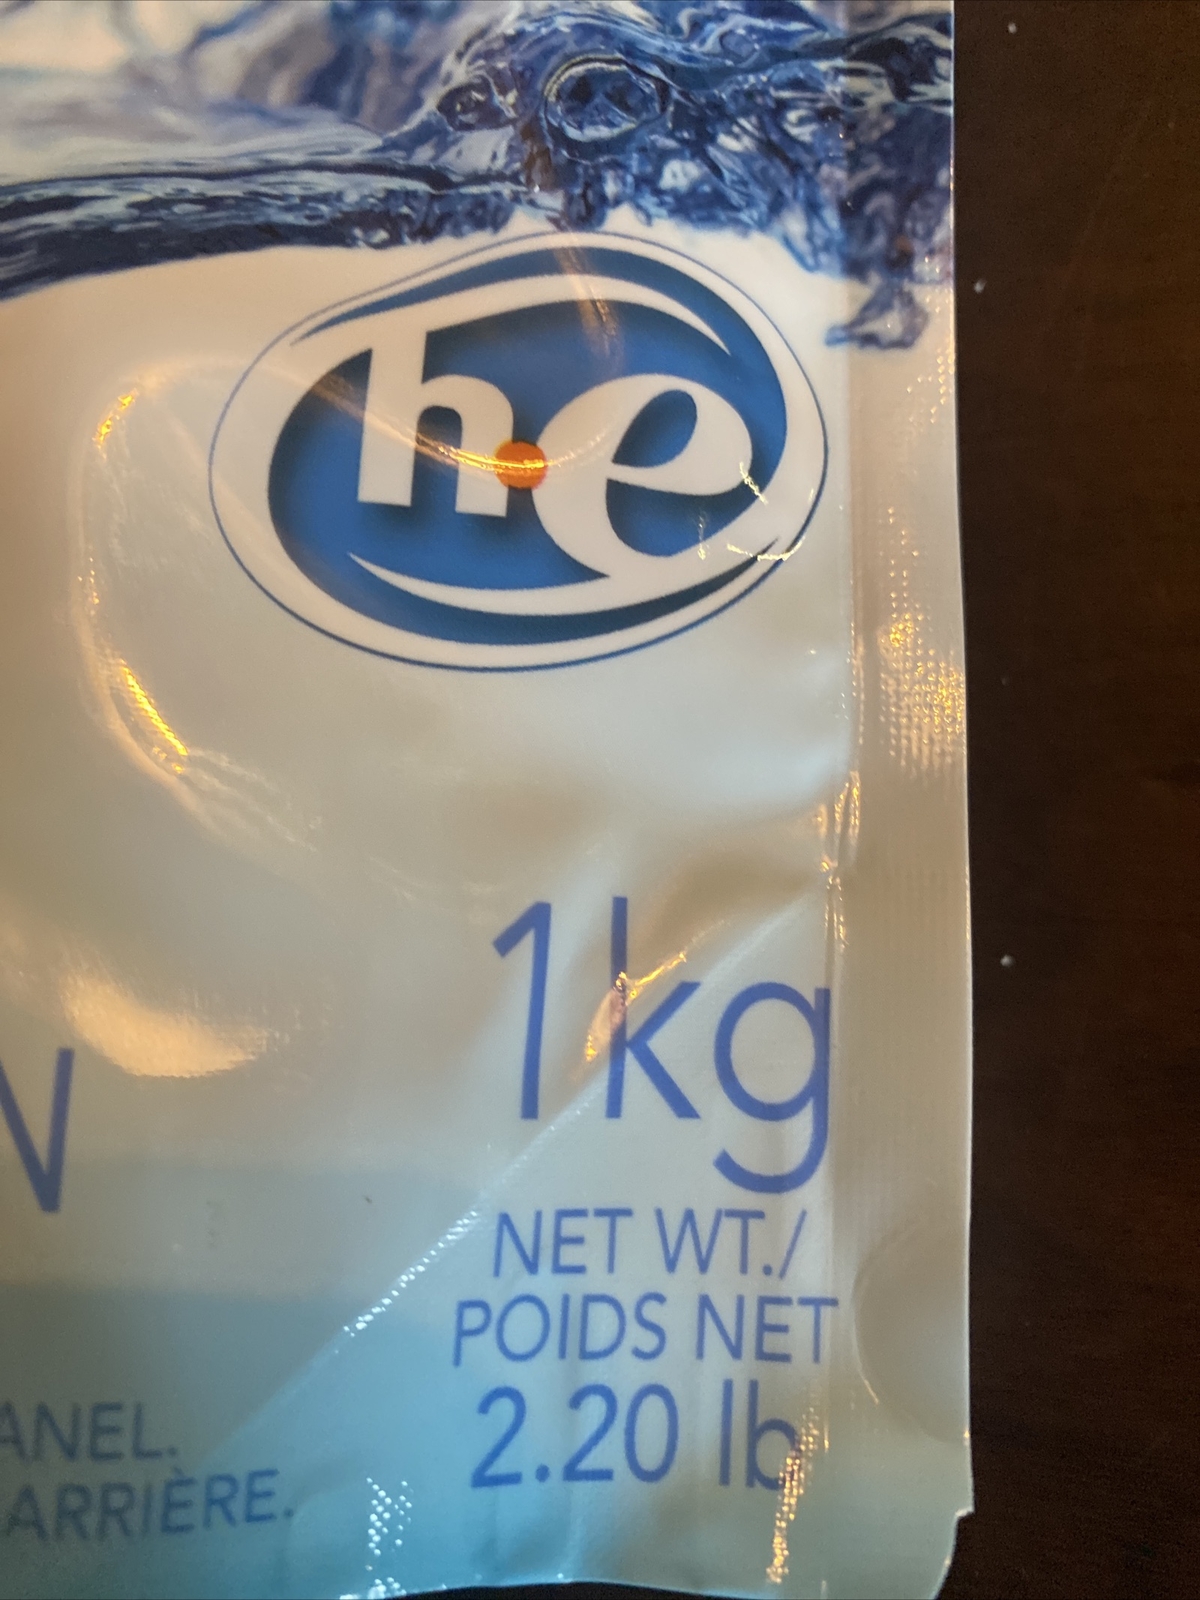 he
1kg
NET WT./
POIDS NET
2.20 lb
ANEL.
ARRIÈRE.